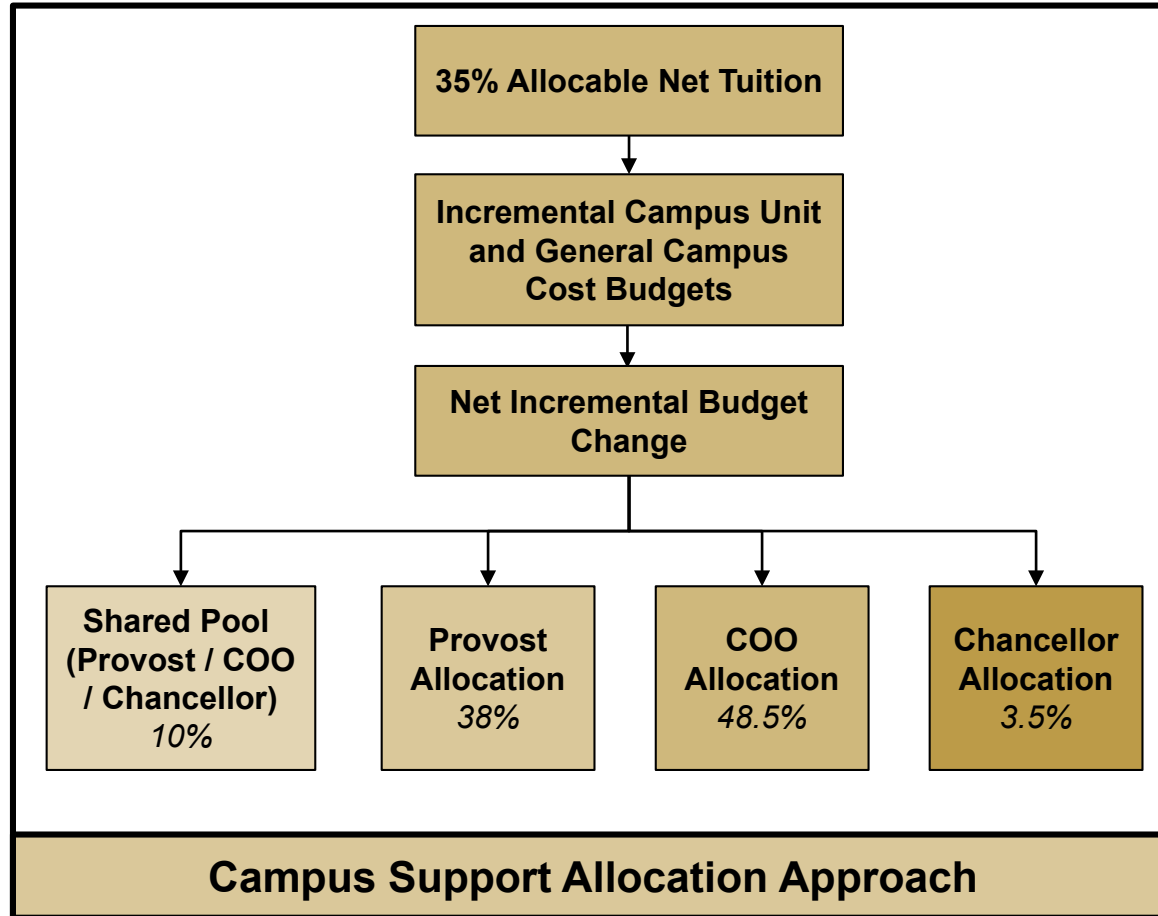 35% Allocable Net Tuition
Incremental Campus Unit
and General Campus
Cost Budgets
Net Incremental Budget
Change
Shared Pool
(Provost / COO
/ Chancellor)
10%
Provost
Allocation
38%
COO
Allocation
48.5%
Chancellor
Allocation
3.5%
Campus Support Allocation Approach